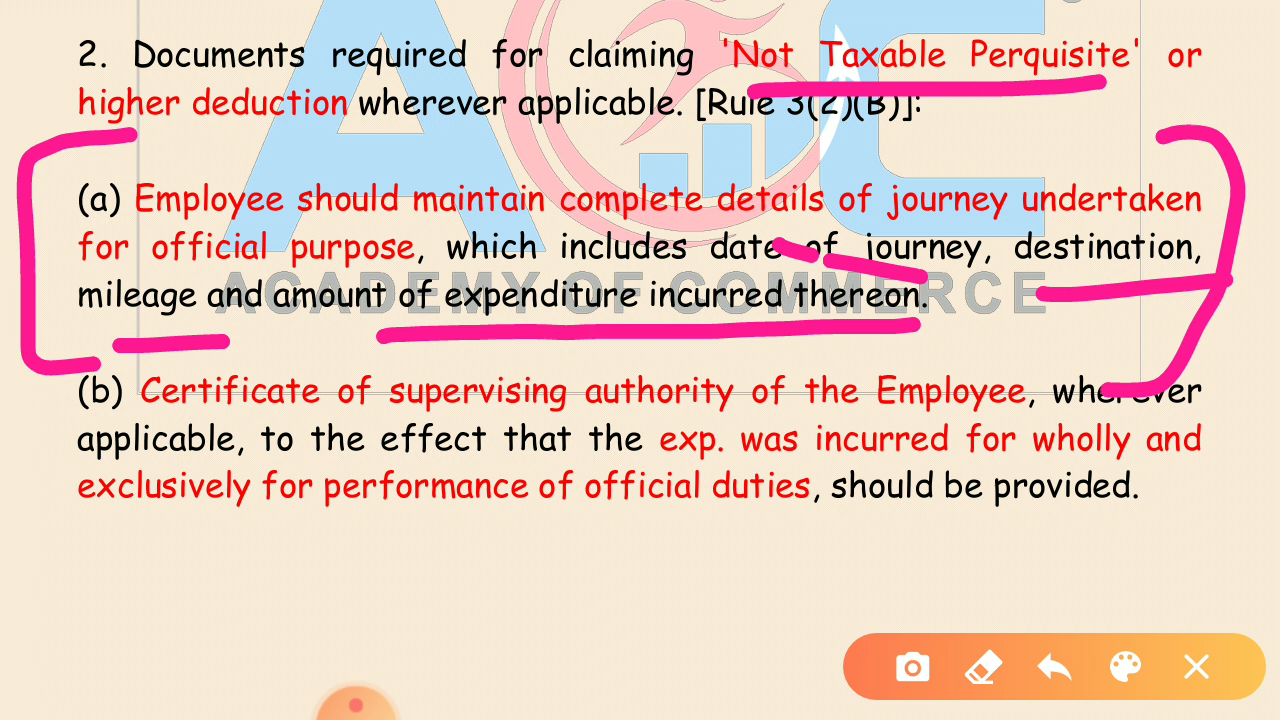 2. Documents required for claiming 'Not Taxable Perquisite' or
higher deduction wherever applicable. [Rule 3(2)(B)]:
(a) Employee should maintain complete details of journey undertaken
for official purpose, which includes date of journey, destination,
mileage and amount of expenditure incurred thereon.
ACADEMY OF COMMERCE
(b) Certificate of supervising authority of the Employee, wherever
applicable, to the effect that the exp. was incurred for wholly and
exclusively for performance of official duties, should be provided.